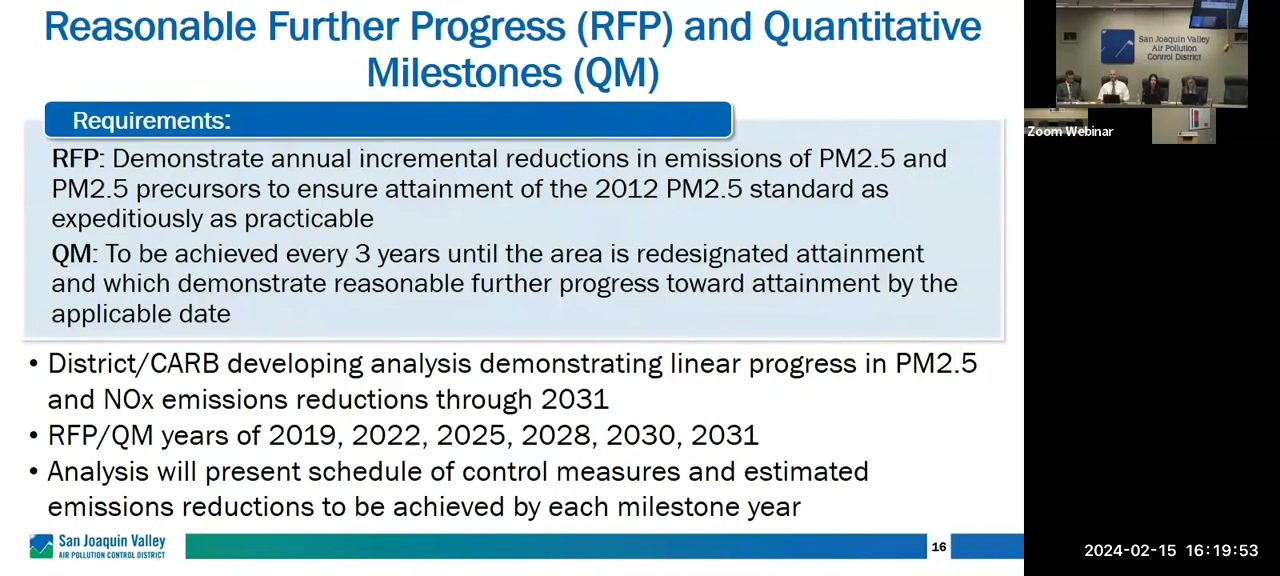 Reasonable Further Progress (RFP) and Quantitative
Milestones (QM)
Requirements:
RFP: Demonstrate annual incremental reductions in emissions of PM2.5 and
PM2.5 precursors to ensure attainment of the 2012 PM2.5 standard as
expeditiously as practicable
QM: To be achieved every 3 years until the area is redesignated attainment
and which demonstrate reasonable further progress toward attainment by the
applicable date
• District/CARB developing analysis demonstrating linear progress in PM2.5
and NOx emissions reductions through 2031
• RFP/QM years of 2019, 2022, 2025, 2028, 2030, 2031
• Analysis will present schedule of control measures and estimated
emissions reductions to be achieved by each milestone year
San Joaquin Valley
AIR POLLUTION CONTROL DISTRICT
16
San Joaquin Valley
Air Pollution
Control District
Zoom Webinar
2024-02-15 16:19:53